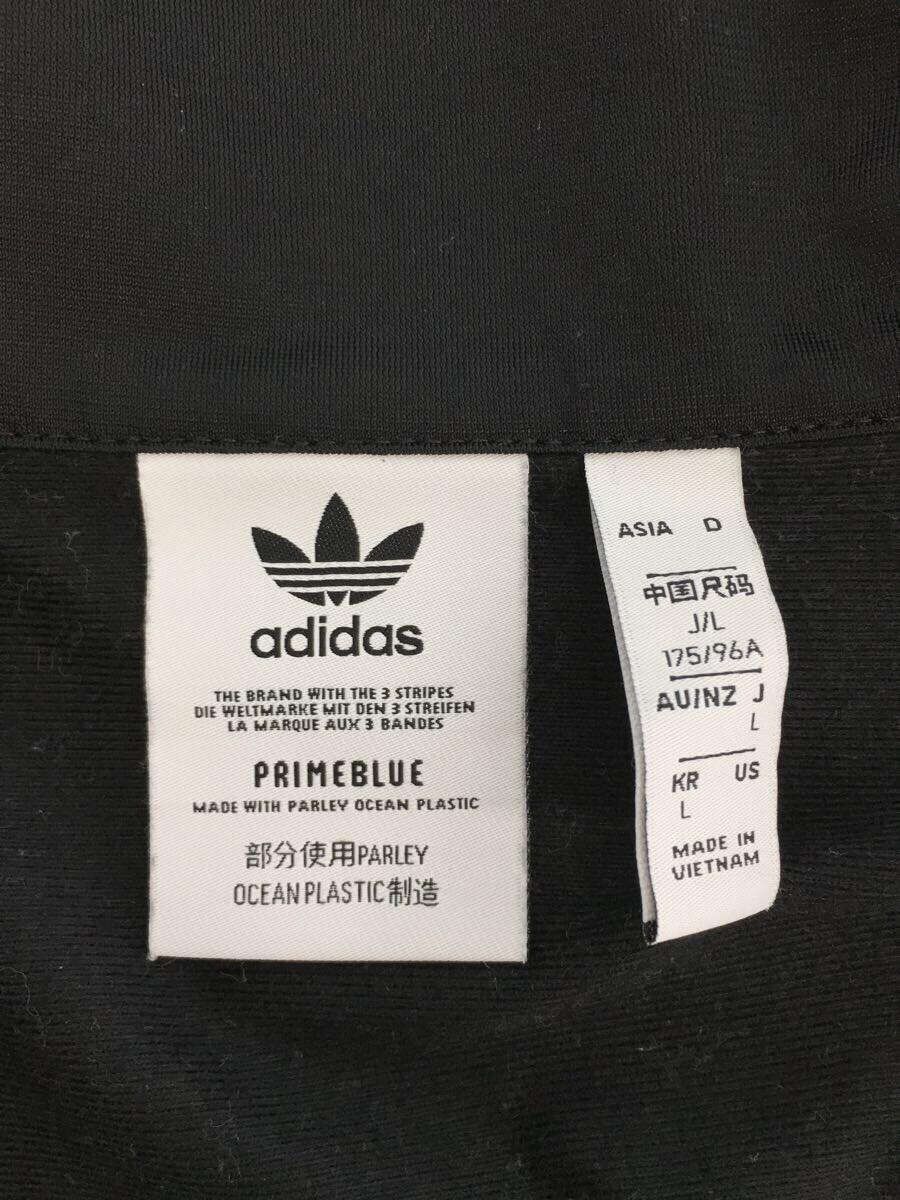 adidas
THE BRAND WITH THE 3 STRIPES
DIE WELTMARKE MIT DEN 3 STREIFEN
LA MARQUE AUX 3 BANDES
PRIMEBLUE
MADE WITH PARLEY OCEAN PLASTIC
部分使用PARLEY
OCEAN PLASTIC制造
ASIA D
中国尺码
J/L
175/96A
AU/NZ J
L
KR US
L
MADE IN
VIETNAM